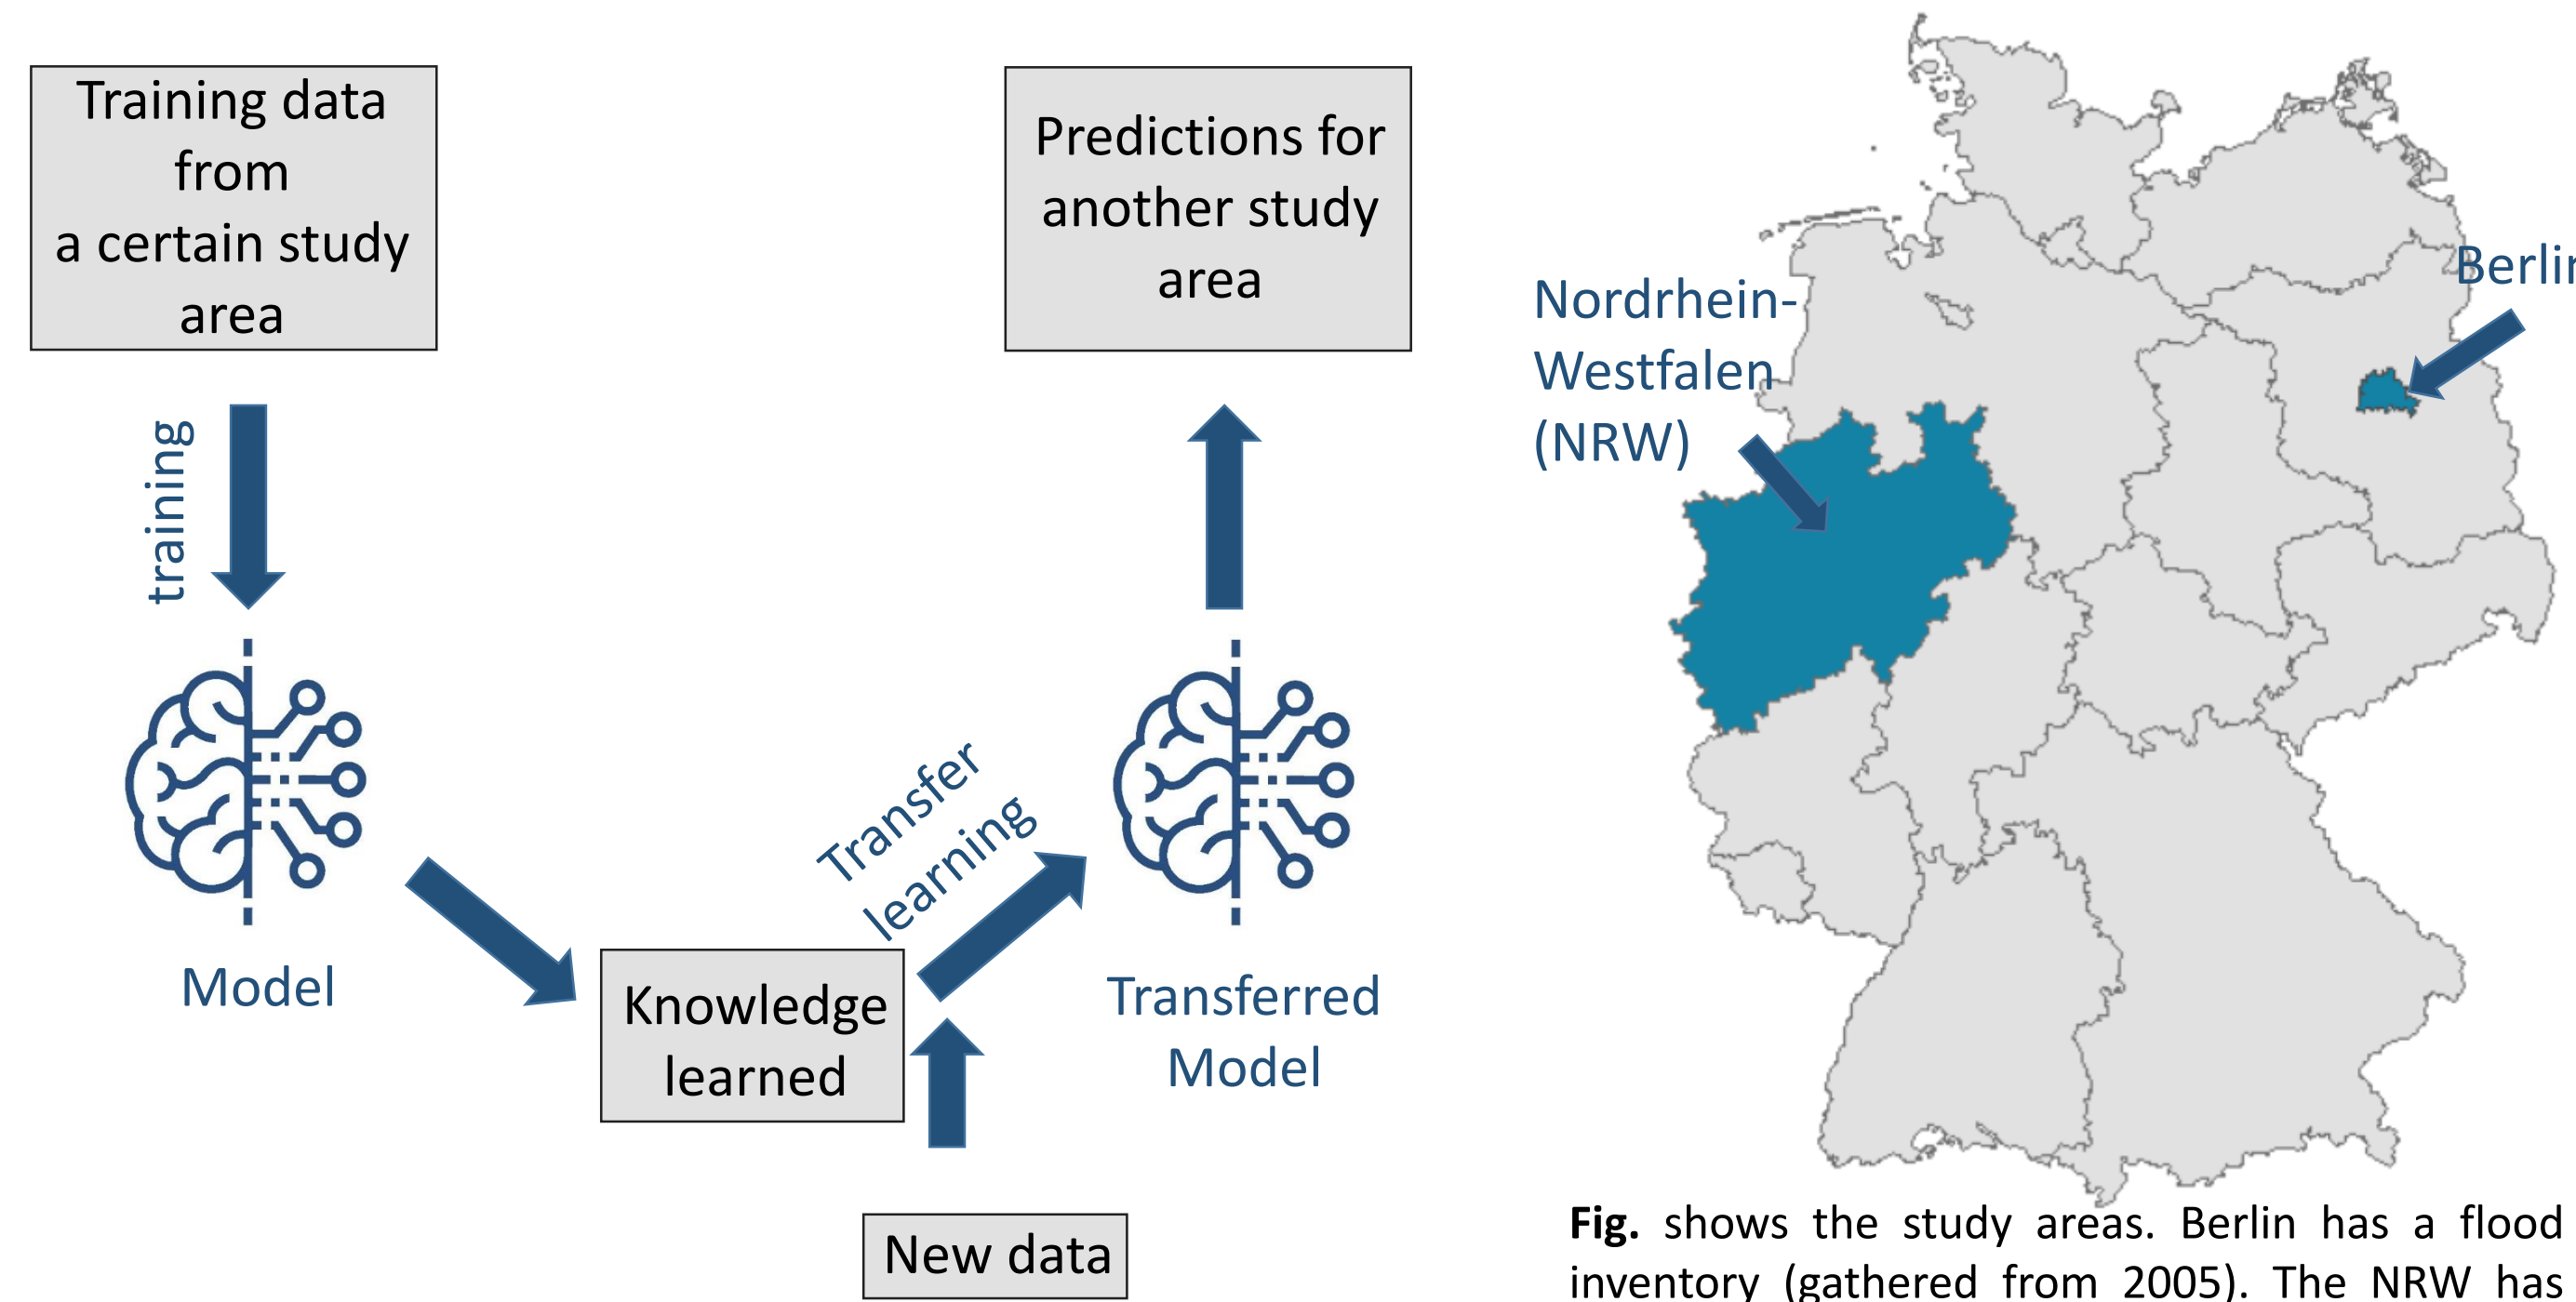 Training data
from
a certain study
area
training
Model
Knowledge
learned
New data
Transfer
learning
Transferred
Model
Predictions for
another study
area
Nordrhein-
Westfalen
(NRW)
Berlin
Fig. shows the study areas. Berlin has a flood
inventory (gathered from 2005). The NRW has